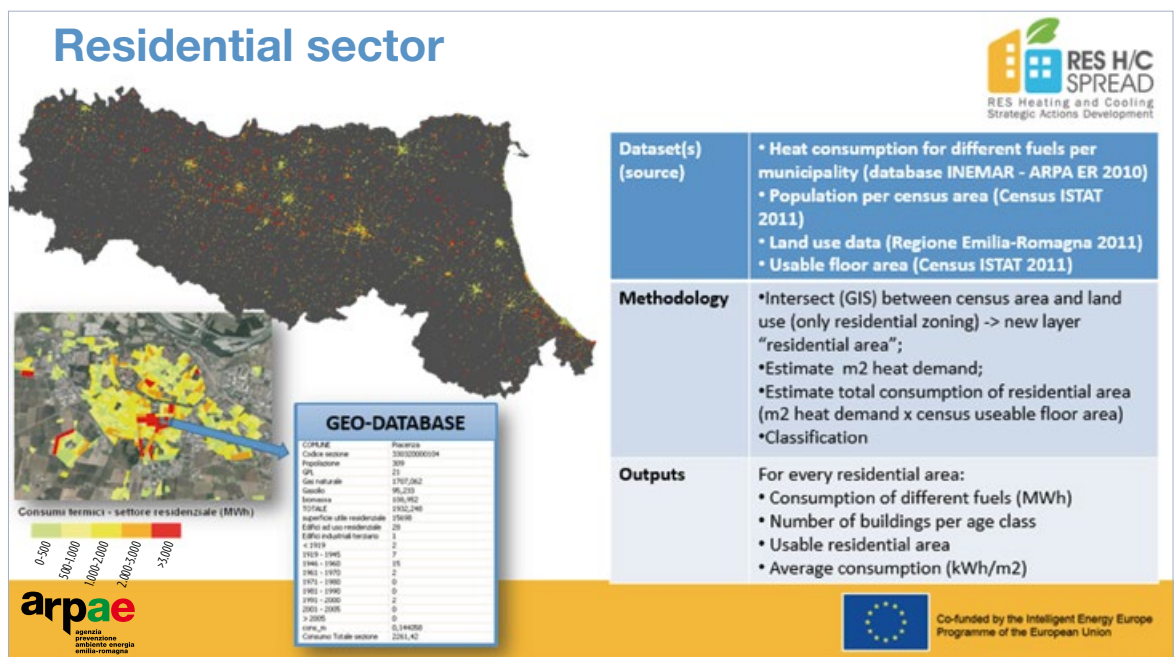 Residential sector
RES H/C
SPREAD
RES Heating and Cooling
Strategic Actions Development
Dataset(s)
(source)
• Heat consumption for different fuels per
municipality (database INEMAR - ARPA ER 2010)
• Population per census area (Census ISTAT
2011)
• Land use data (Regione Emilia-Romagna 2011)
• Usable floor area (Census ISTAT 2011)
Methodology
•Intersect (GIS) between census area and land
use (only residential zoning) -> new layer
“residential area”;
•Estimate m2 heat demand;
•Estimate total consumption of residential area
(m2 heat demand x census useable floor area)
•Classification
Outputs
For every residential area:
• Consumption of different fuels (MWh)
• Number of buildings per age class
• Usable residential area
• Average consumption (kWh/m2)
GEO-DATABASE
COMUNE Piacenza
Codice sezione
Popolazione 309
GPL 21
Gas naturale 1707,062
Gasolio 95,233
biomassa 108,952
TOTALE 1932,248
superficie utile residenziale 15698
Edifici ad uso residenziale 28
Edifici industriali terziario 1
< 1919 2
1919 - 1945 7
1946 - 1960 15
1961 - 1970 2
1971 - 1980 0
1981 - 1990 0
1991 - 2000 2
2001 - 2005 0
> 2005 0
cons_m 0,144058
Consumo Totale sezione 2261,42
Consumi termici - settore residenziale (MWh)
0-500
500-1.000
1.000-2.000
2.000-3.000
>3.000
arpae
agenzia
prevenzione
ambiente energia
emilia-romagna
Co-funded by the Intelligent Energy Europe
Programme of the European Union